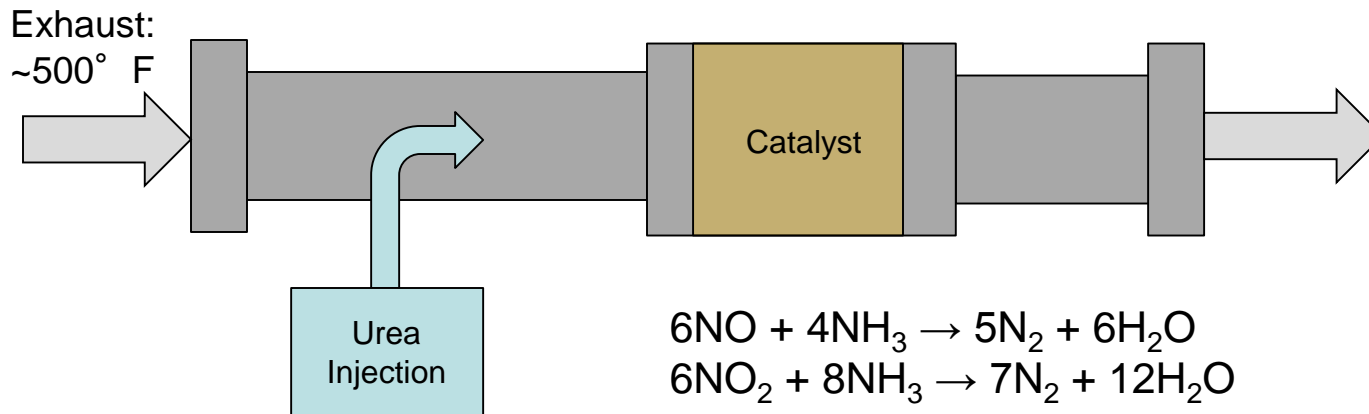 Exhaust:
~500° F
Catalyst
Urea
Injection
6NO + 4NH₃ → 5N₂ + 6H₂O
6NO₂ + 8NH₃ → 7N₂ + 12H₂O